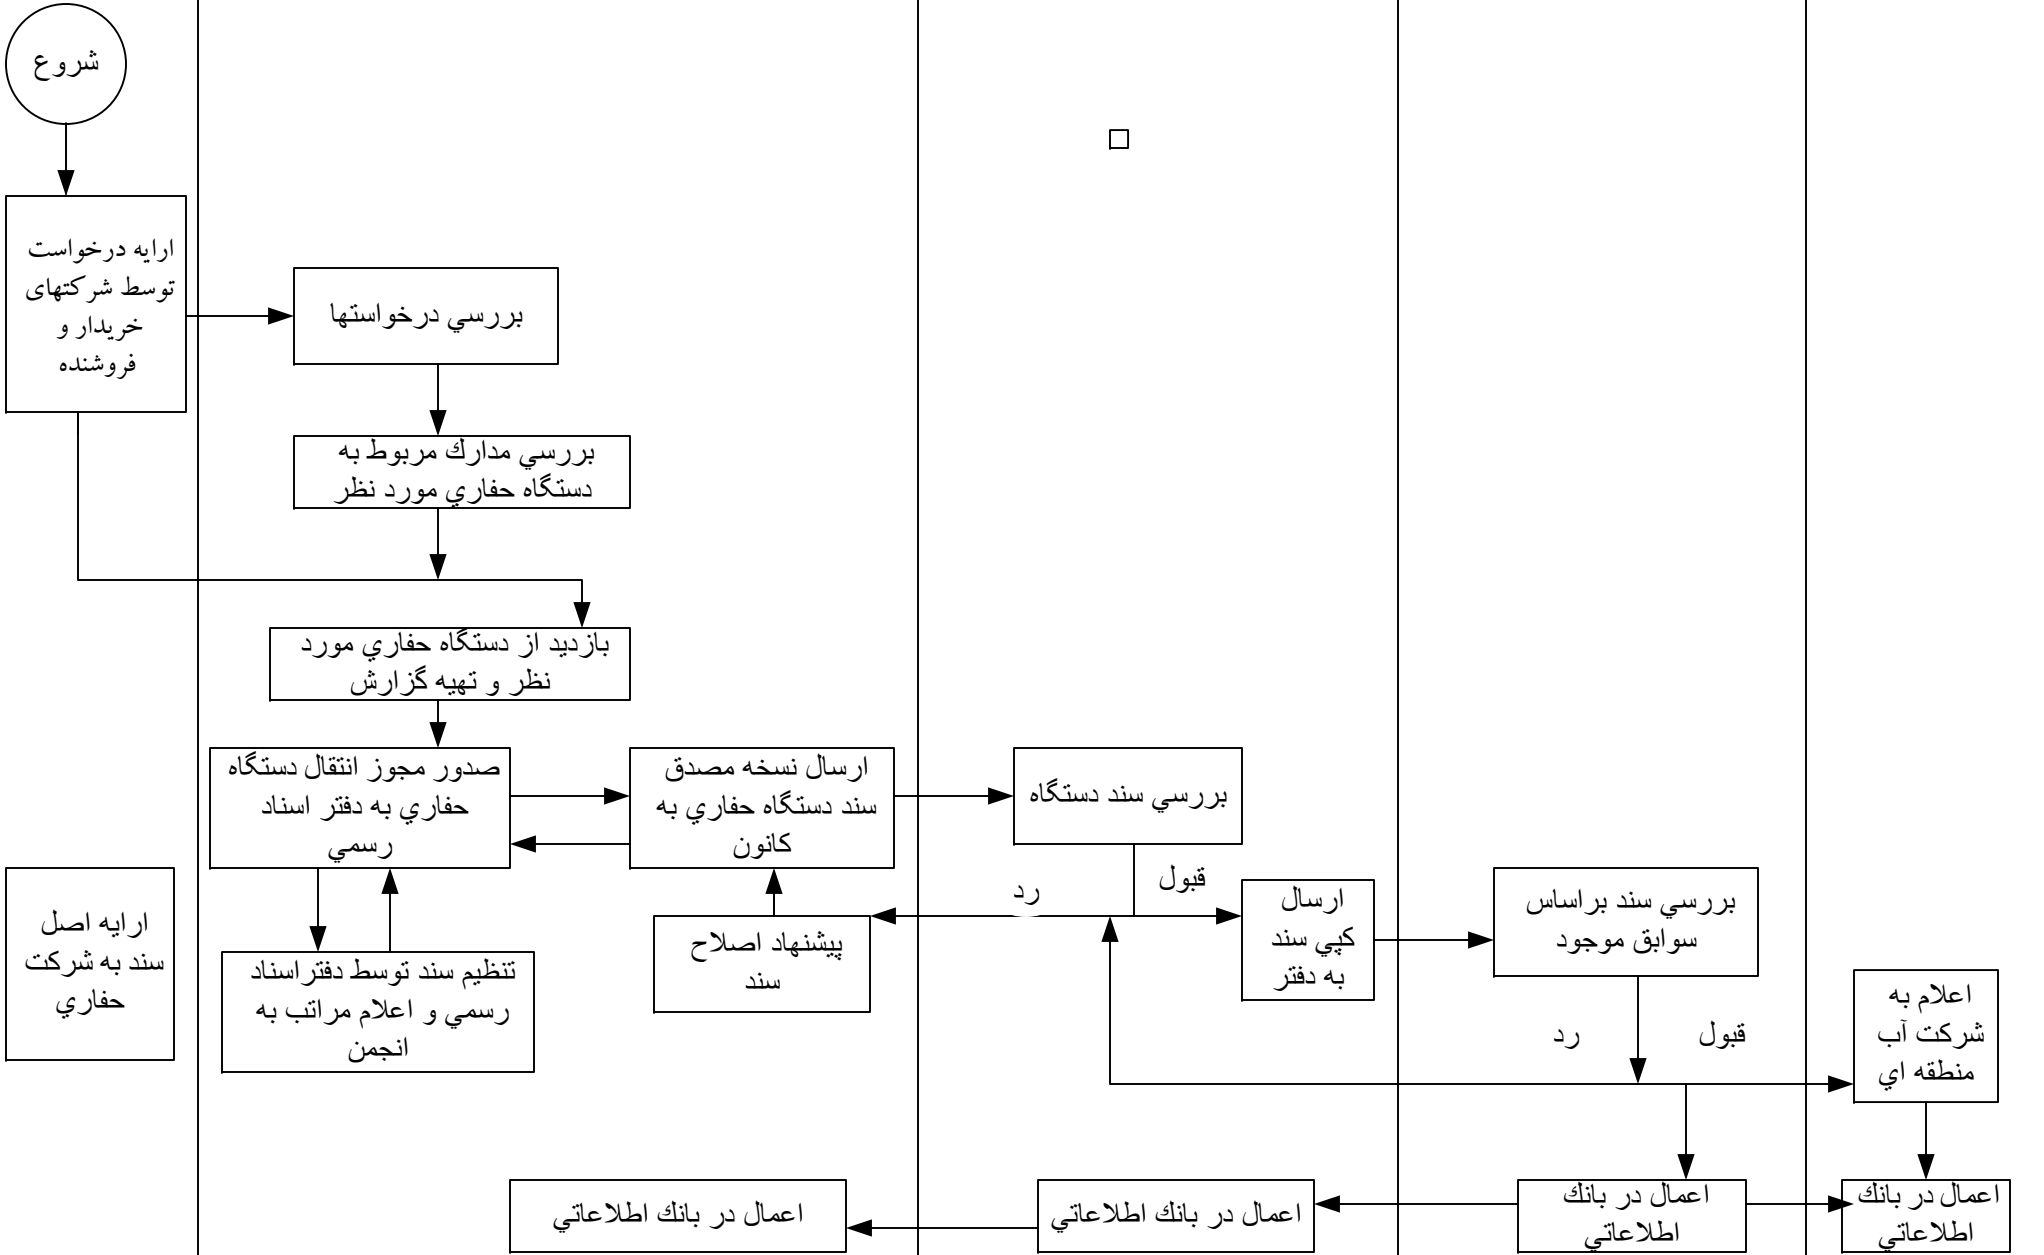 شروع
ارايه درخواست
توسط شركتهای
خريدار و
فروشنده
بررسي درخواستها
بررسي مدارك مربوط به
دستگاه حفاري مورد نظر
بازديد از دستگاه حفاري مورد
نظر و تهيه گزارش
صدور مجوز انتقال دستگاه
حفاري به دفتر اسناد
رسمي
ارسال نسخه مصدق
سند دستگاه حفاري به
كانون
بررسي سند دستگاه
قبول
رد
ارسال
كپي سند
به دفتر
بررسي سند براساس
سوابق موجود
ارايه اصل
سند به شركت
حفاري
تنظيم سند توسط دفتراسناد
رسمي و اعلام مراتب به
انجمن
پيشنهاد اصلاح
سند
رد
قبول
اعلام به
شركت آب
منطقه اي
اعمال در بانك اطلاعاتي
اعمال در بانك اطلاعاتي
اعمال در بانك
اطلاعاتي
اعمال در بانك
اطلاعاتي